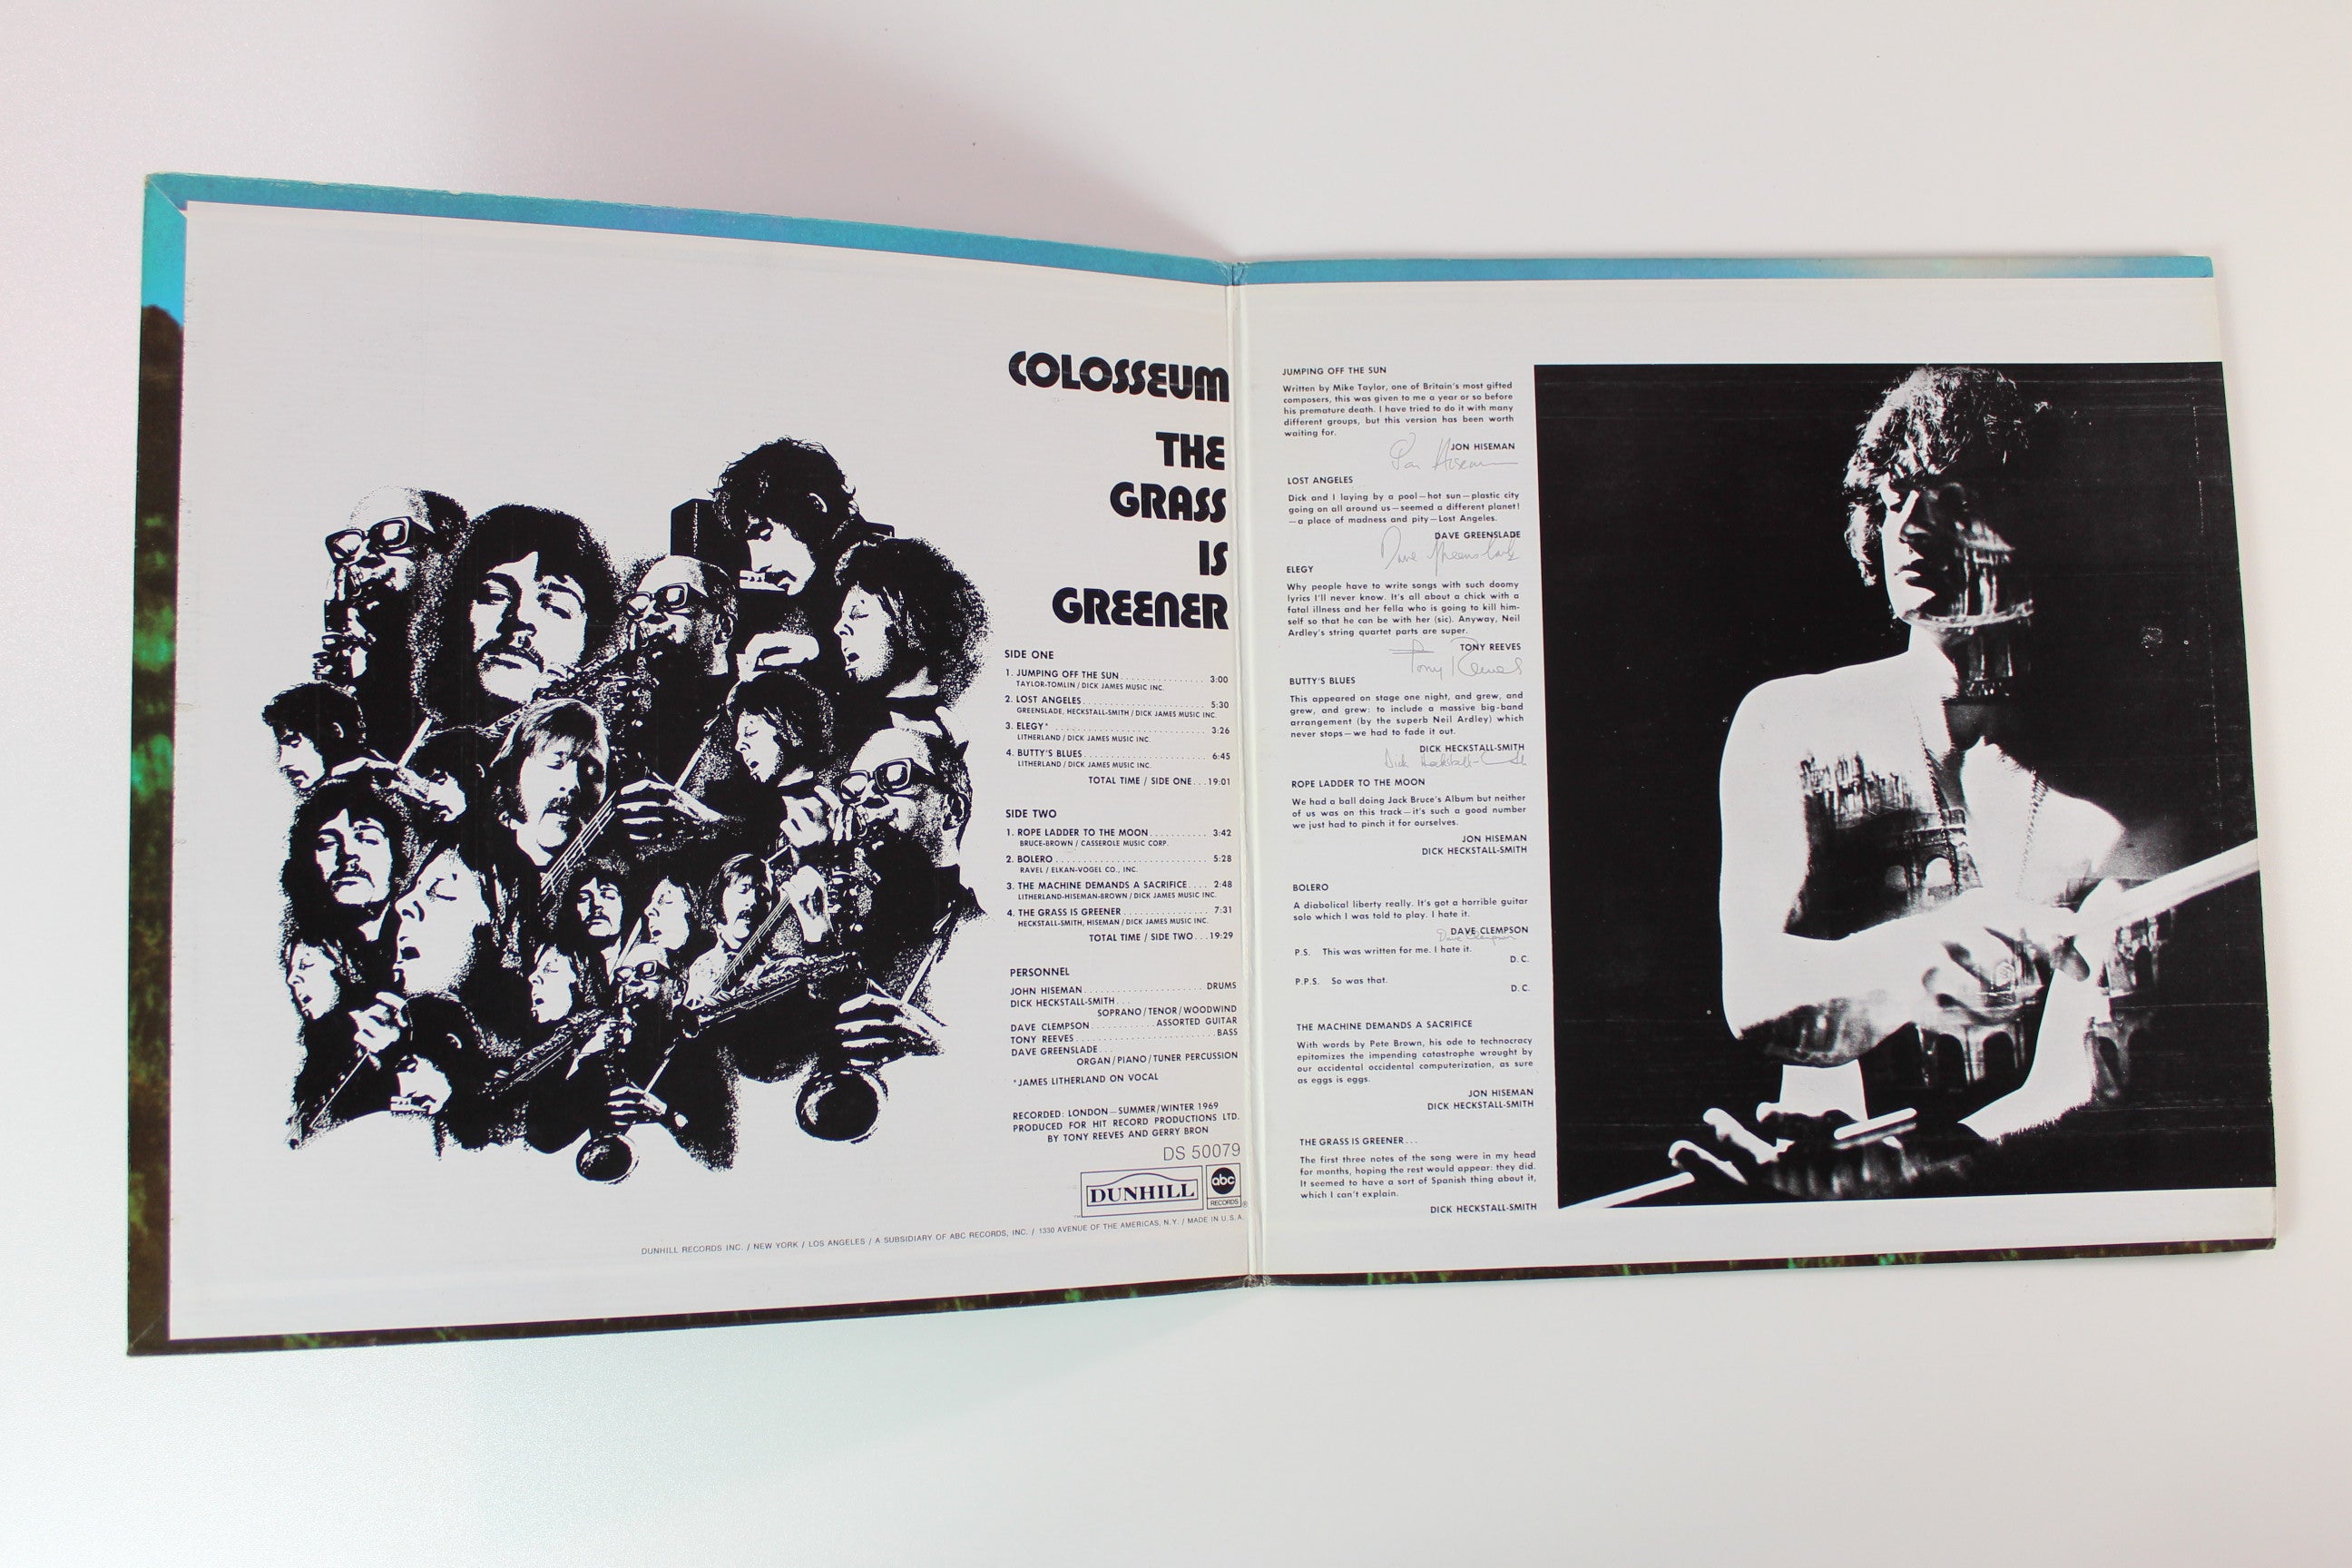 COLOSSEUM
THE
GRASS
IS
GREENER
SIDE ONE
1. JUMPING OFF THE SUN . . . . . . . . . . . . . . . . 3:00
TAYLOR-TOMLIN / DICK JAMES MUSIC INC.
2. LOST ANGELES . . . . . . . . . . . . . . . . . . . . . . 5:30
GREENSLADE, HECKSTALL-SMITH / DICK JAMES MUSIC INC.
3. ELEGY* . . . . . . . . . . . . . . . . . . . . . . . . . . . . 3:26
LITHERLAND / DICK JAMES MUSIC INC.
4. BUTTY'S BLUES . . . . . . . . . . . . . . . . . . . . . . 6:45
LITHERLAND / DICK JAMES MUSIC INC.
TOTAL TIME / SIDE ONE . . . 19:01
SIDE TWO
1. ROPE LADDER TO THE MOON . . . . . . . . . . . 3:42
BRUCE-BROWN / CASSEROLE MUSIC CORP.
2. BOLERO . . . . . . . . . . . . . . . . . . . . . . . . . . . 5:28
RAVEL / ELKAN-VOGEL CO., INC.
3. THE MACHINE DEMANDS A SACRIFICE . . . . 2:48
LITHERLAND-HISEMAN-BROWN / DICK JAMES MUSIC INC.
4. THE GRASS IS GREENER . . . . . . . . . . . . . . . . 7:31
HECKSTALL-SMITH, HISEMAN / DICK JAMES MUSIC INC.
TOTAL TIME / SIDE TWO . . . 19:29
PERSONNEL
JOHN HISEMAN . . . . . . . . . . . . . . . . . . . . . . . DRUMS
DICK HECKSTALL-SMITH . . .
SOPRANO / TENOR / WOODWIND
DAVE CLEMPSON . . . . . . . . . . . . ASSORTED GUITAR
TONY REEVES . . . . . . . . . . . . . . . . . . . . . . . . . . BASS
DAVE GREENSLADE . .
ORGAN / PIANO / TUNER PERCUSSION
*JAMES LITHERLAND ON VOCAL
RECORDED: LONDON — SUMMER / WINTER 1969
PRODUCED FOR HIT RECORD PRODUCTIONS LTD.
BY TONY REEVES AND GERRY BRON
DS 50079
DUNHILL
abc
RECORDS
DUNHILL RECORDS INC. / NEW YORK / LOS ANGELES / A SUBSIDIARY OF ABC RECORDS, INC. / 1330 AVENUE OF THE AMERICAS, N.Y. / MADE IN U.S.A.
JUMPING OFF THE SUN
Written by Mike Taylor, one of Britain's most gifted
composers, this was given to me a year or so before
his premature death. I have tried to do it with many
different groups, but this version has been worth
waiting for.
JON HISEMAN
Jon Hiseman
LOST ANGELES
Dick and I laying by a pool—hot sun—plastic city
going on all around us—seemed a different planet!
—a place of madness and pity—Lost Angeles.
DAVE GREENSLADE
Dave Greenslade
ELEGY
Why people have to write songs with such doomy
lyrics I'll never know. It's all about a chick with a
fatal illness and her fella who is going to kill him-
self so that he can be with her (sic). Anyway, Neil
Ardley's string quartet parts are super.
TONY REEVES
Tony Reeves
BUTTY'S BLUES
This appeared on stage one night, and grew, and
grew, and grew: to include a massive big-band
arrangement (by the superb Neil Ardley) which
never stops—we had to fade it out.
DICK HECKSTALL-SMITH
Dick Heckstall-Smith
ROPE LADDER TO THE MOON
We had a ball doing Jack Bruce's Album but neither
of us was on this track—it's such a good number
we just had to pinch it for ourselves.
JON HISEMAN
DICK HECKSTALL-SMITH
BOLERO
A diabolical liberty really. It's got a horrible guitar
solo which I was told to play. I hate it.
DAVE CLEMPSON
Dave Clempson
P.S. This was written for me. I hate it.
D.C.
P.P.S. So was that.
D.C.
THE MACHINE DEMANDS A SACRIFICE
With words by Pete Brown, his ode to technocracy
epitomizes the impending catastrophe wrought by
our accidental occidental computerization, as sure
as eggs is eggs.
JON HISEMAN
DICK HECKSTALL-SMITH
THE GRASS IS GREENER . . .
The first three notes of the song were in my head
for months, hoping the rest would appear: they did.
It seemed to have a sort of Spanish thing about it,
which I can't explain.
DICK HECKSTALL-SMITH